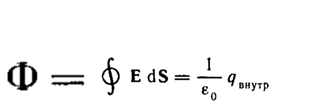 Ф = ∮ E dS = 1/ε₀ q внутр